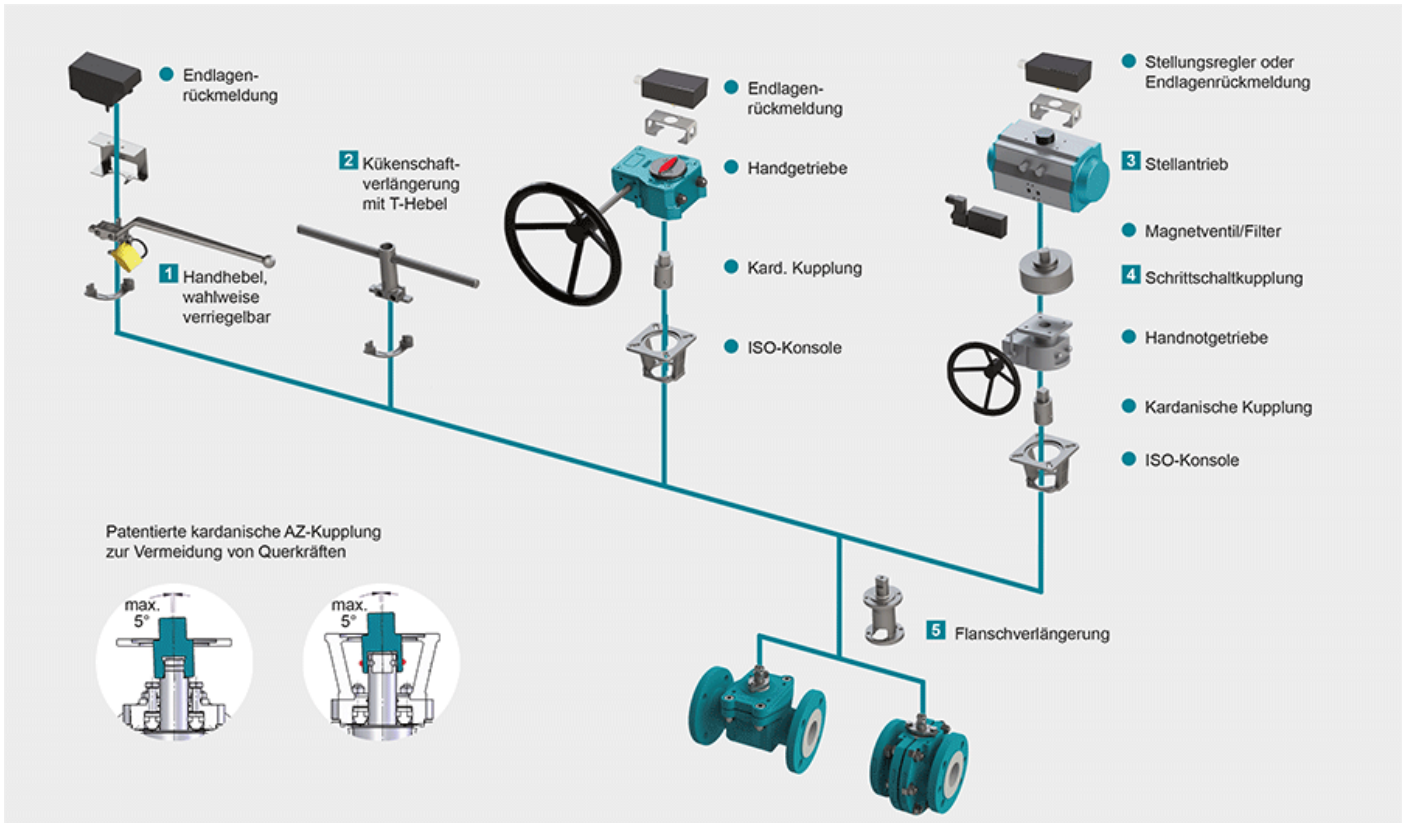 Endlagen-
rückmeldung
1 Handhebel,
wahlweise
verriegelbar
2 Kükenschaft-
verlängerung
mit T-Hebel
Endlagen-
rückmeldung
Handgetriebe
Kard. Kupplung
ISO-Konsole
Stellungsregler oder
Endlagenrückmeldung
3 Stellantrieb
Magnetventil/Filter
4 Schrittschaltkupplung
Handnotgetriebe
Kardanische Kupplung
ISO-Konsole
5 Flanschverlängerung
Patentierte kardanische AZ-Kupplung
zur Vermeidung von Querkräften
max.
5°
max.
5°